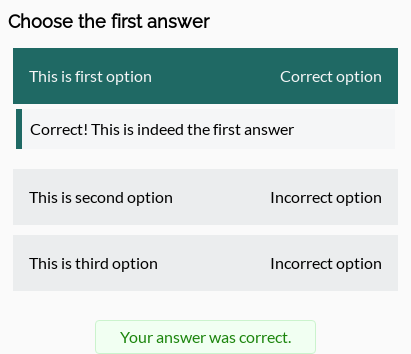 Choose the first answer
This is first option Correct option
Correct! This is indeed the first answer
This is second option Incorrect option
This is third option Incorrect option
Your answer was correct.